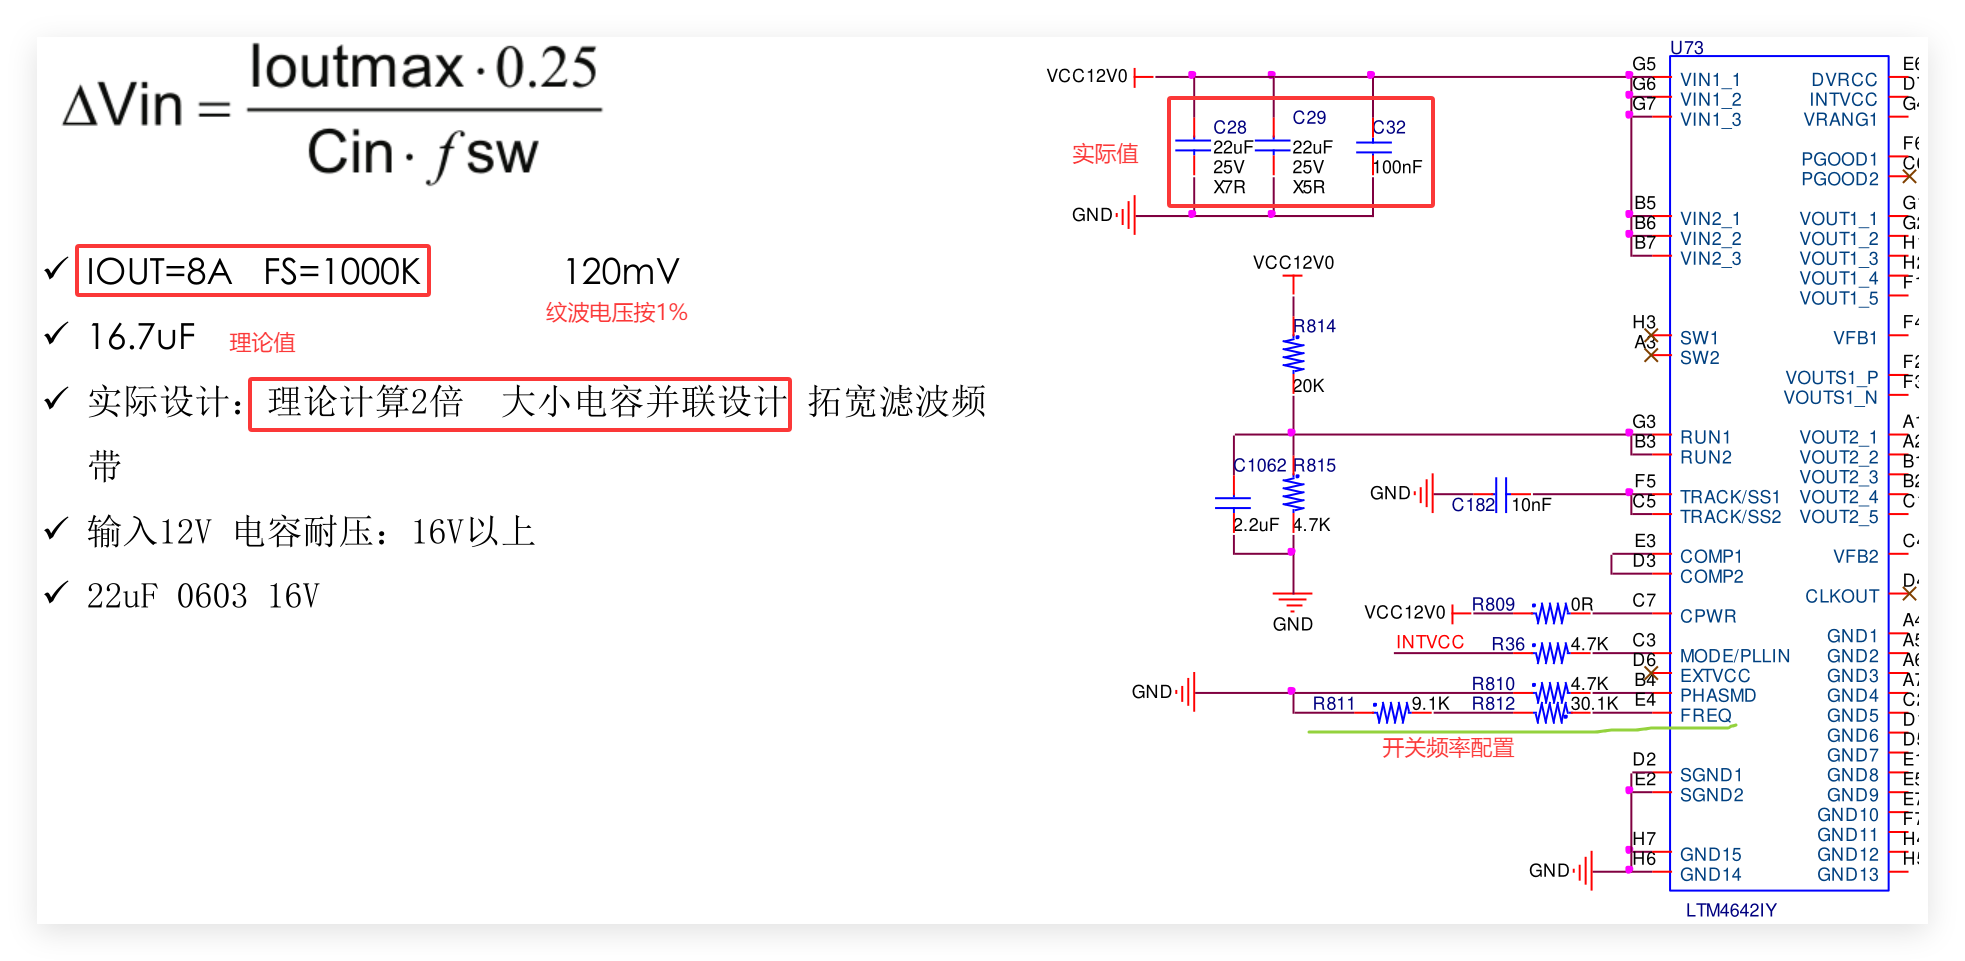 ΔVin = Ioutmax · 0.25 / Cin · fsw
✓ IOUT=8A FS=1000K 120mV
纹波电压按1%
✓ 16.7uF 理论值
✓ 实际设计：理论计算2倍 大小电容并联设计 拓宽滤波频
带
✓ 输入12V 电容耐压：16V以上
✓ 22uF 0603 16V
VCC12V0
实际值
C28
22uF
25V
X7R
C29
22uF
25V
X5R
C32
100nF
GND
VCC12V0
R814
20K
C1062
2.2uF
R815
4.7K
GND
GND
C182
10nF
VCC12V0
R809
0R
INTVCC
R36
4.7K
GND
R810
4.7K
R811
9.1K
R812
30.1K
开关频率配置
GND
U73
G5 VIN1_1
G6 VIN1_2
G7 VIN1_3
B5 VIN2_1
B6 VIN2_2
B7 VIN2_3
H3 SW1
A3 SW2
G3 RUN1
B3 RUN2
F5 TRACK/SS1
C5 TRACK/SS2
E3 COMP1
D3 COMP2
C7 CPWR
C3 MODE/PLLIN
D6 EXTVCC
B4 PHASMD
E4 FREQ
D2 SGND1
E2 SGND2
H7 GND15
H6 GND14
DVRCC
INTVCC
VRANG1
PGOOD1
PGOOD2
VOUT1_1
VOUT1_2
VOUT1_3
VOUT1_4
VOUT1_5
VFB1
VOUTS1_P
VOUTS1_N
VOUT2_1
VOUT2_2
VOUT2_3
VOUT2_4
VOUT2_5
VFB2
CLKOUT
GND1
GND2
GND3
GND4
GND5
GND6
GND7
GND8
GND9
GND10
GND11
GND12
GND13
LTM4642IY